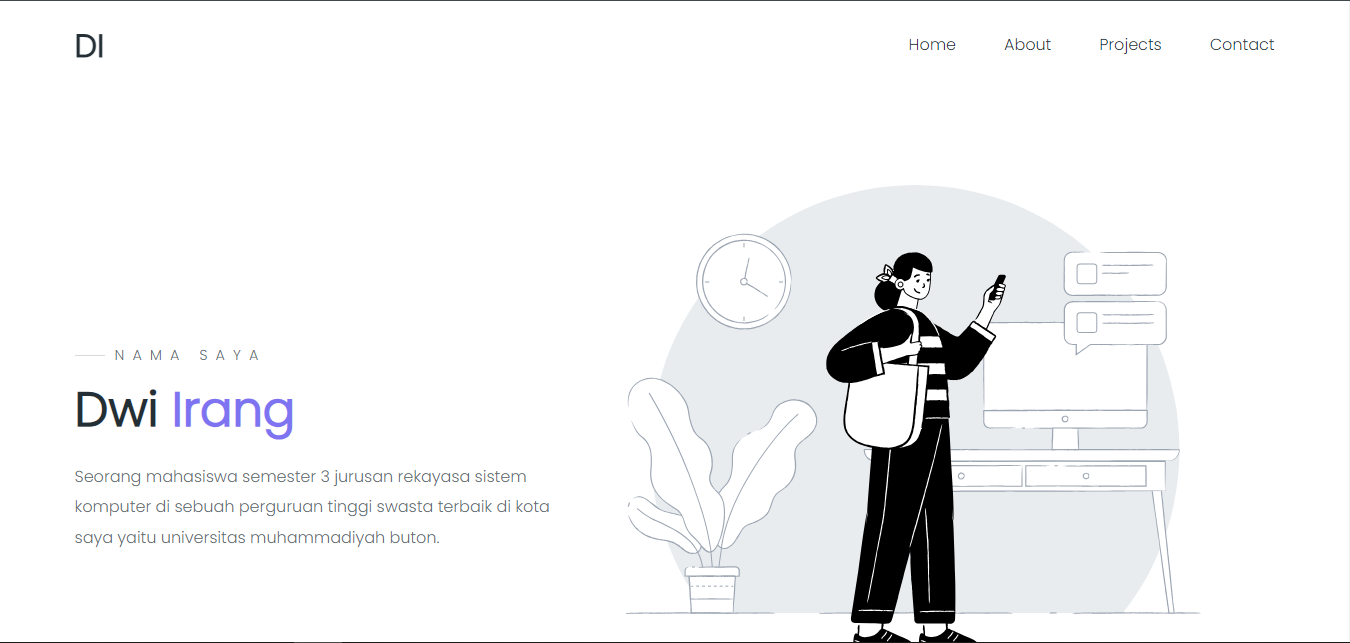 DI
Home About Projects Contact
NAMA SAYA
Dwi Irang
Seorang mahasiswa semester 3 jurusan rekayasa sistem
komputer di sebuah perguruan tinggi swasta terbaik di kota
saya yaitu universitas muhammadiyah buton.